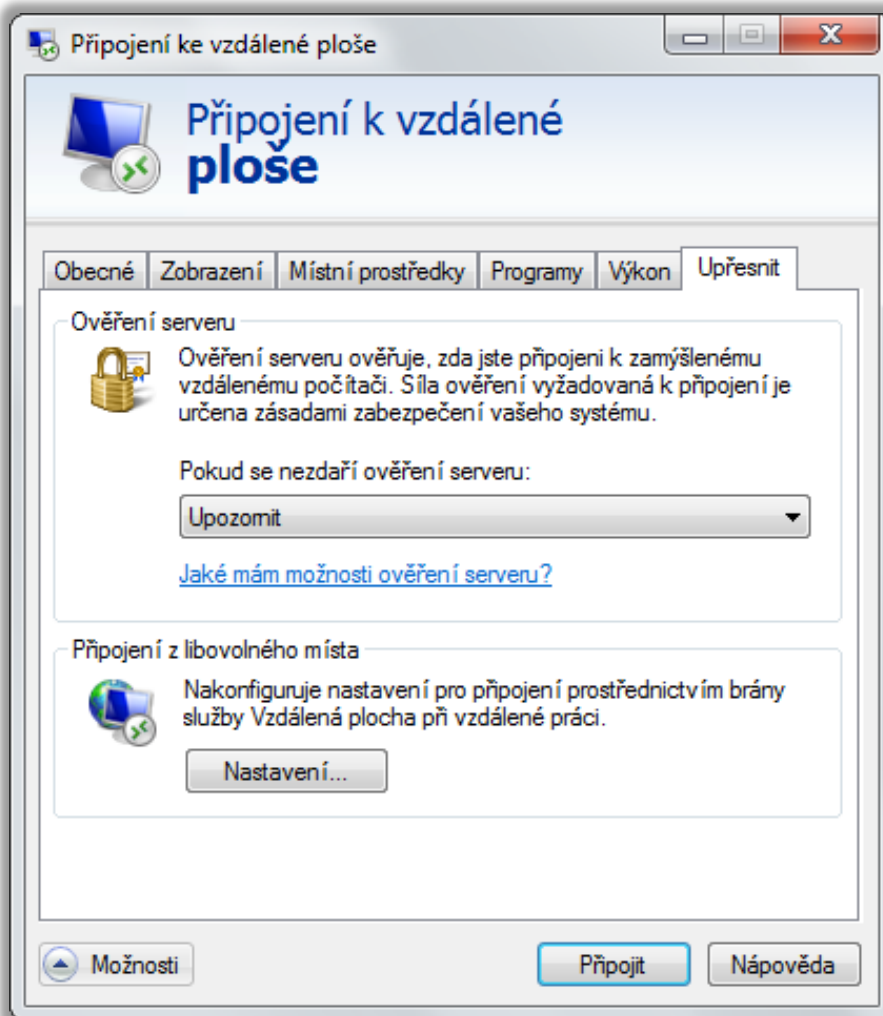 Připojení ke vzdálené ploše
Připojení k vzdálené
ploše
Obecné Zobrazení Místní prostředky Programy Výkon Upřesnit
Ověření serveru
Ověření serveru ověřuje, zda jste připojeni k zamýšlenému
vzdálenému počítači. Síla ověření vyžadovaná k připojení je
určena zásadami zabezpečení vašeho systému.
Pokud se nezdaří ověření serveru:
Upozornit
Jaké mám možnosti ověření serveru?
Připojení z libovolného místa
Nakonfiguruje nastavení pro připojení prostřednictvím brány
služby Vzdálená plocha při vzdálené práci.
Nastavení...
Možnosti Připojit Nápověda